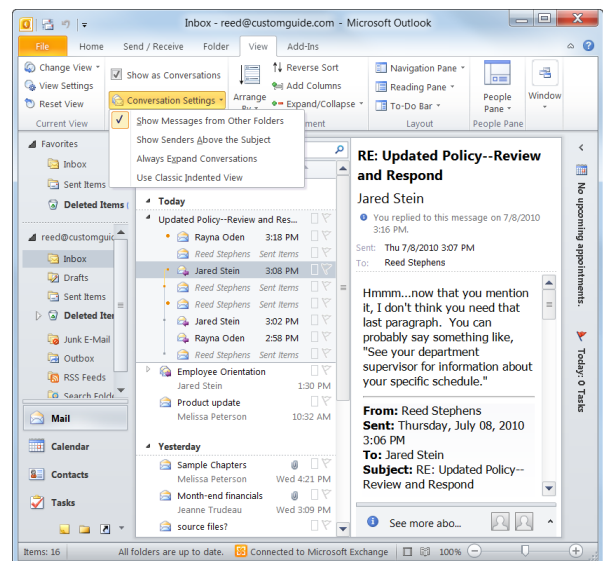 Inbox - reed@customguide.com - Microsoft Outlook
File Home Send / Receive Folder View Add-Ins
Change View
View Settings
Reset View
Current View
Show as Conversations
Conversation Settings
Show Messages from Other Folders
Show Senders Above the Subject
Always Expand Conversations
Use Classic Indented View
Arrange
Reverse Sort
Add Columns
Expand/Collapse
Navigation Pane
Reading Pane
To-Do Bar
Layout
People
Pane
People Pane
Window
Favorites
Inbox
Sent Items
Deleted Items (
reed@customguid
Inbox
Drafts
Sent Items
Deleted Iter
Junk E-Mail
Outbox
RSS Feeds
Search Folde
Mail
Calendar
Contacts
Tasks
Today
Updated Policy--Review and Res...
Rayna Oden 3:18 PM
Reed Stephens Sent Items
Jared Stein 3:08 PM
Reed Stephens Sent Items
Reed Stephens Sent Items
Jared Stein 3:02 PM
Rayna Oden 2:58 PM
Reed Stephens Sent Items
Employee Orientation
Jared Stein 1:30 PM
Product update
Melissa Peterson 10:32 AM
Yesterday
Sample Chapters
Melissa Peterson Wed 4:21 PM
Month-end financials
Jeanne Trudeau Wed 3:09 PM
source files?
RE: Updated Policy--Review
and Respond
Jared Stein
You replied to this message on 7/8/2010
3:16 PM.
Sent: Thu 7/8/2010 3:07 PM
To: Reed Stephens
Hmmm...now that you mention
it, I don't think you need that
last paragraph. You can
probably say something like,
"See your department
supervisor for information about
your specific schedule."
From: Reed Stephens
Sent: Thursday, July 08, 2010
3:06 PM
To: Jared Stein
Subject: RE: Updated Policy--
Review and Respond
See more abo...
No upcoming appointments.
Today: 0 Tasks
Items: 16 All folders are up to date. Connected to Microsoft Exchange 100%